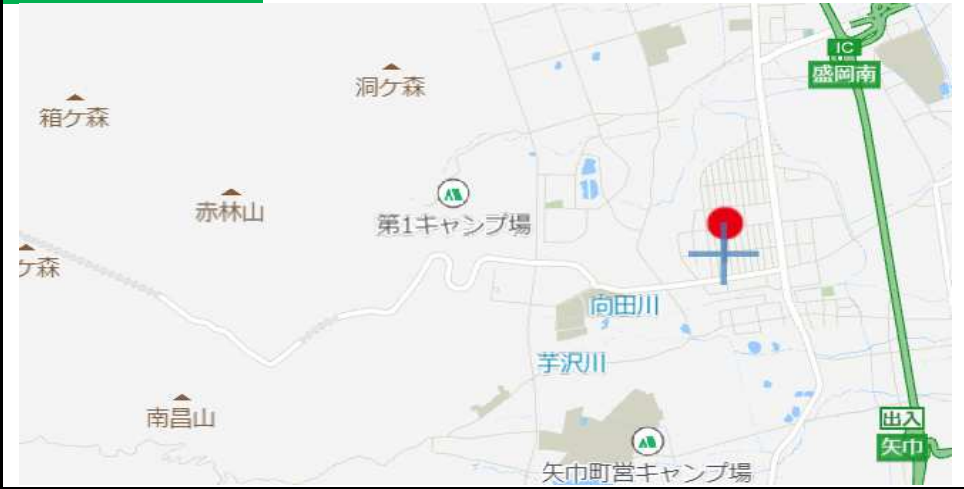 IC
盛岡南
洞ケ森
箱ケ森
赤林山
第1キャンプ場
ケ森
向田川
芋沢川
南昌山
出入
矢巾
矢巾町営キャンプ場